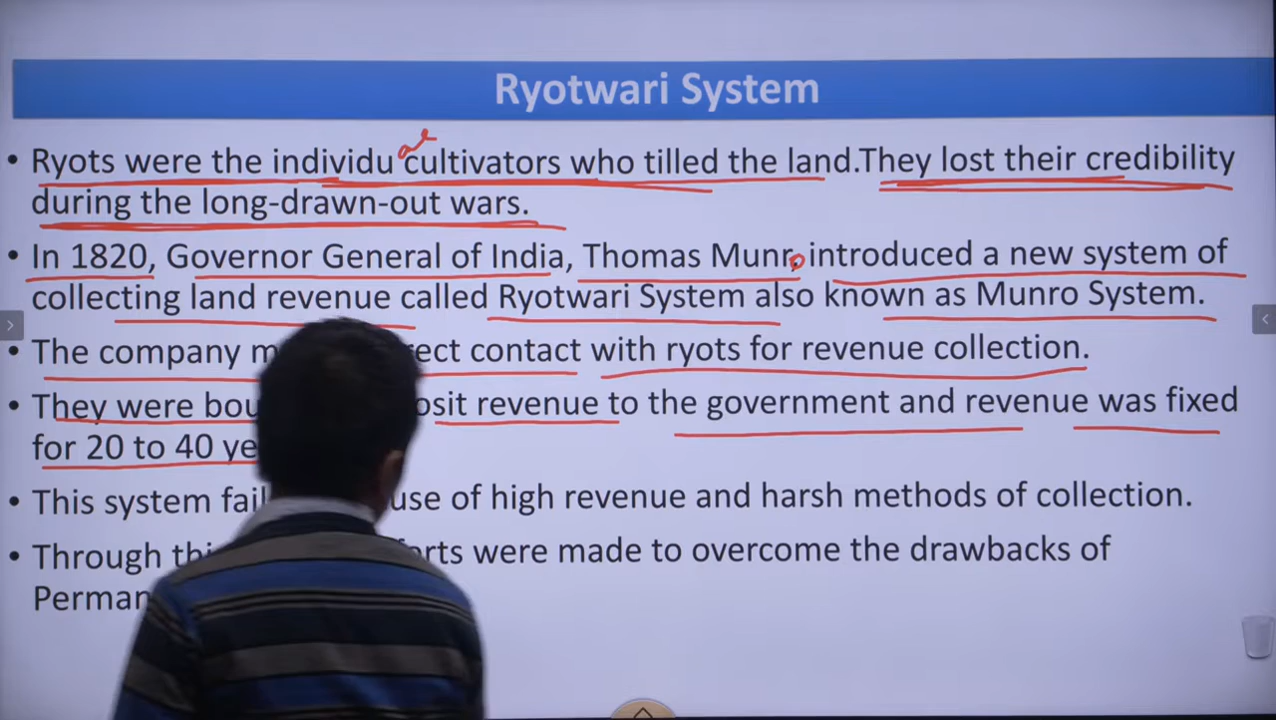 Ryotwari System
• Ryots were the individu al cultivators who tilled the land.They lost their credibility
during the long-drawn-out wars.
• In 1820, Governor General of India, Thomas Munro introduced a new system of
collecting land revenue called Ryotwari System also known as Munro System.
• The company m rect contact with ryots for revenue collection.
• They were bou osit revenue to the government and revenue was fixed
for 20 to 40 ye
• This system fail use of high revenue and harsh methods of collection.
• Through thi forts were made to overcome the drawbacks of
Perman